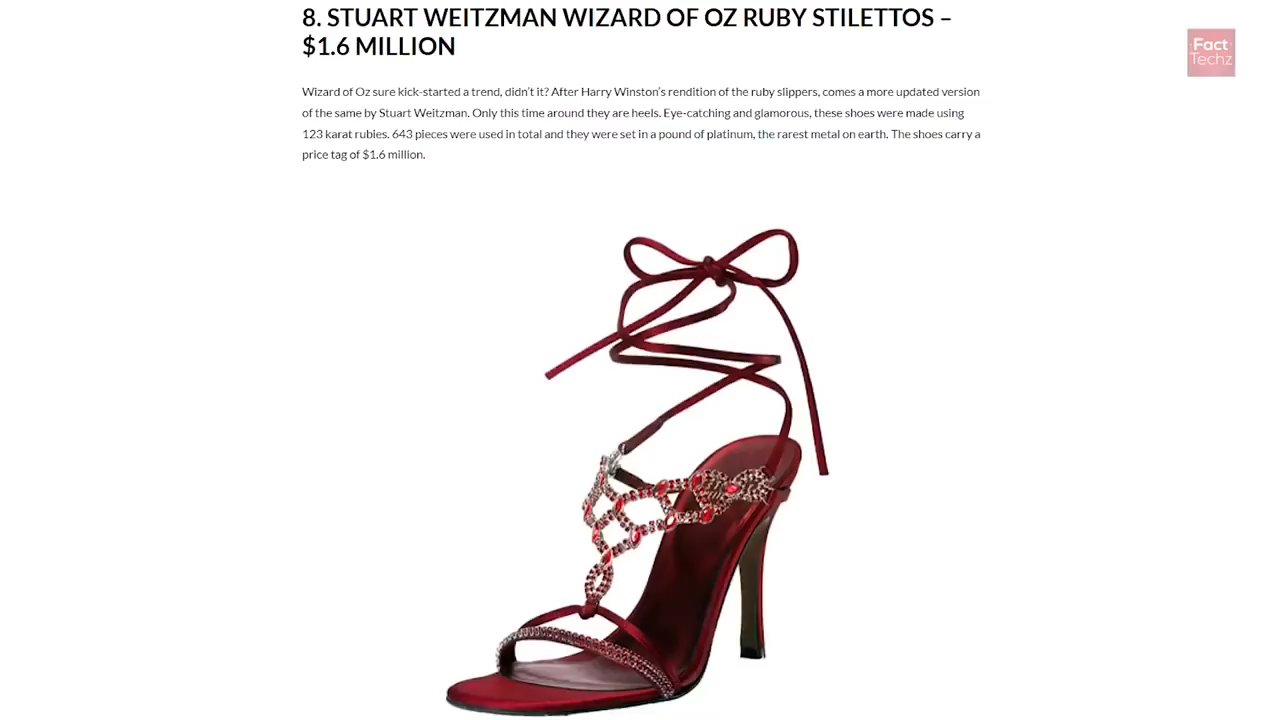 8. STUART WEITZMAN WIZARD OF OZ RUBY STILETTOS –
$1.6 MILLION
Fact
Techz
Wizard of Oz sure kick-started a trend, didn't it? After Harry Winston's rendition of the ruby slippers, comes a more updated version
of the same by Stuart Weitzman. Only this time around they are heels. Eye-catching and glamorous, these shoes were made using
123 karat rubies. 643 pieces were used in total and they were set in a pound of platinum, the rarest metal on earth. The shoes carry a
price tag of $1.6 million.